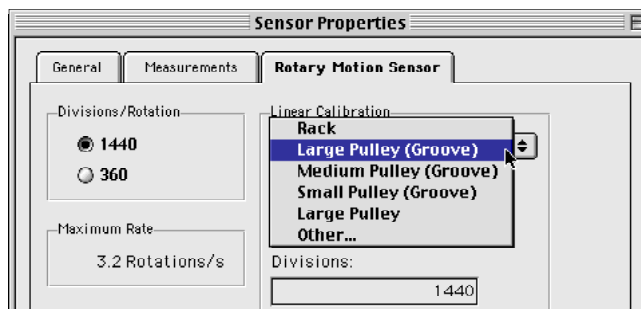 Sensor Properties
General
Measurements
Rotary Motion Sensor
Divisions/Rotation
1440
360
Maximum Rate
3.2 Rotations/s
Linear Calibration
Rack
Large Pulley (Groove)
Medium Pulley (Groove)
Small Pulley (Groove)
Large Pulley
Other...
Divisions:
1440